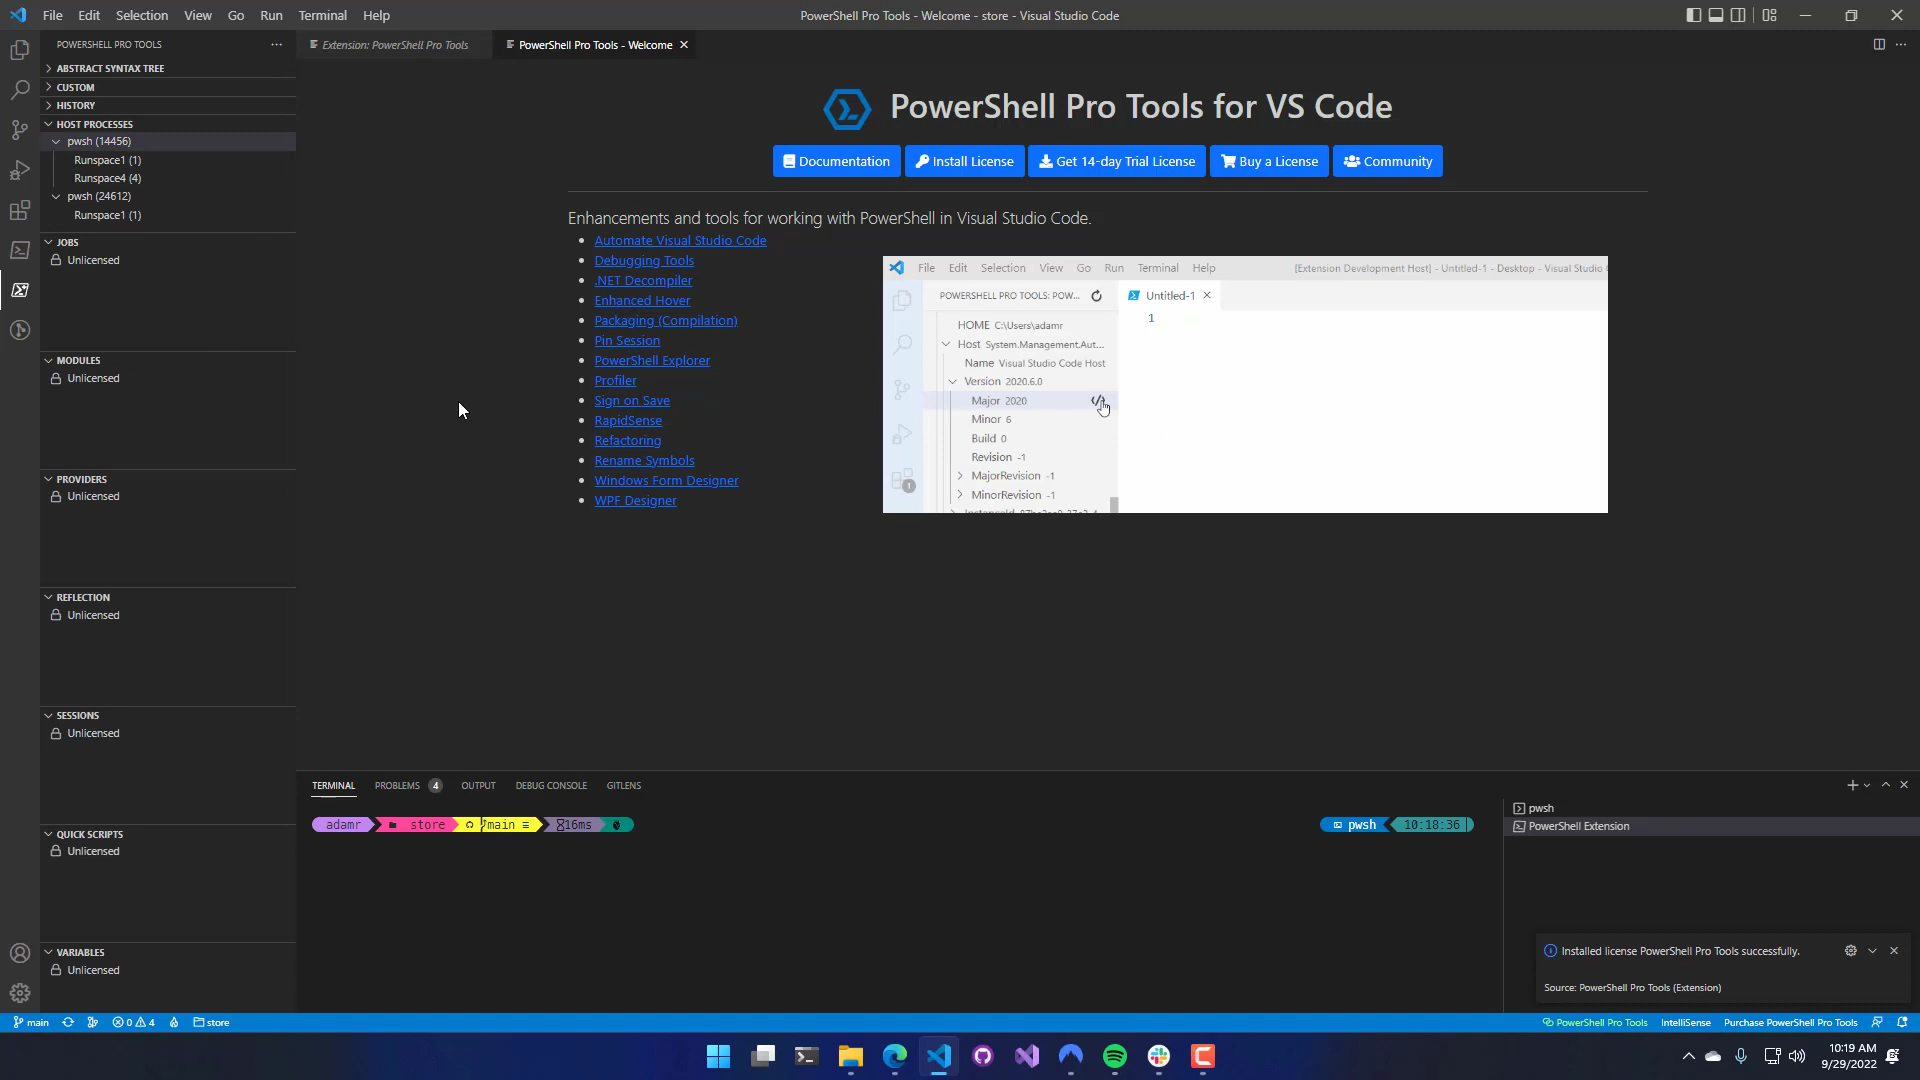 File Edit Selection View Go Run Terminal Help
PowerShell Pro Tools - Welcome - store - Visual Studio Code
POWERSHELL PRO TOOLS
Extension: PowerShell Pro Tools
PowerShell Pro Tools - Welcome
ABSTRACT SYNTAX TREE
CUSTOM
HISTORY
HOST PROCESSES
pwsh (14456)
Runspace1 (1)
Runspace4 (4)
pwsh (24612)
Runspace1 (1)
JOBS
Unlicensed
MODULES
Unlicensed
PROVIDERS
Unlicensed
REFLECTION
Unlicensed
SESSIONS
Unlicensed
QUICK SCRIPTS
Unlicensed
VARIABLES
Unlicensed
PowerShell Pro Tools for VS Code
Documentation
Install License
Get 14-day Trial License
Buy a License
Community
Enhancements and tools for working with PowerShell in Visual Studio Code.
Automate Visual Studio Code
Debugging Tools
.NET Decompiler
Enhanced Hover
Packaging (Compilation)
Pin Session
PowerShell Explorer
Profiler
Sign on Save
RapidSense
Refactoring
Rename Symbols
Windows Form Designer
WPF Designer
File Edit Selection View Go Run Terminal Help
[Extension Development Host] - Untitled-1 - Desktop - Visual Studio
POWERSHELL PRO TOOLS: POW...
Untitled-1
1
HOME C:\Users\adamr
Host System.Management.Aut...
Name Visual Studio Code Host
Version 2020.6.0
Major 2020
Minor 6
Build 0
Revision -1
MajorRevision -1
MinorRevision -1
1
TERMINAL PROBLEMS 4 OUTPUT DEBUG CONSOLE GITLENS
adamr store main ≡ 16ms
pwsh 10:18:36
pwsh
PowerShell Extension
Installed license PowerShell Pro Tools successfully.
Source: PowerShell Pro Tools (Extension)
main 0 4 store
PowerShell Pro Tools IntelliSense Purchase PowerShell Pro Tools
10:19 AM
9/29/2022